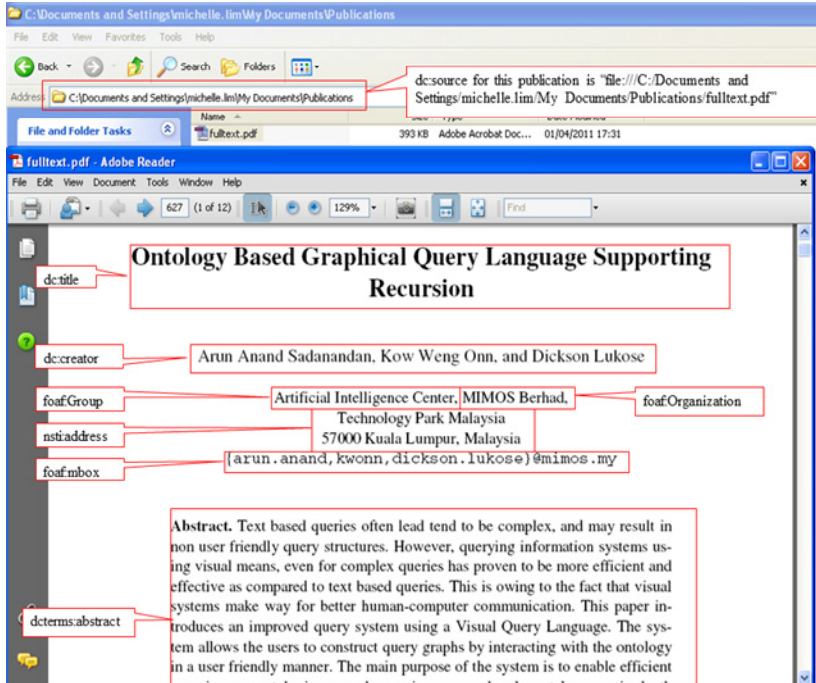 C:\Documents and Settings\michelle.lim\My Documents\Publications
File Edit View Favorites Tools Help
Back Search Folders
Address C:\Documents and Settings\michelle.lim\My Documents\Publications
dc:source for this publication is "file:///C:/Documents and
Settings/michelle.lim/My Documents/Publications/fulltext.pdf"
File and Folder Tasks
Name
fulltext.pdf 393 KB Adobe Acrobat Doc... 01/04/2011 17:31
fulltext.pdf - Adobe Reader
File Edit View Document Tools Window Help
627 (1 of 12) 129% Find
dc:title
Ontology Based Graphical Query Language Supporting
Recursion
dc:creator
Arun Anand Sadanandan, Kow Weng Onn, and Dickson Lukose
foaf:Group
Artificial Intelligence Center, MIMOS Berhad,
foaf:Organization
nsti:address
Technology Park Malaysia
57000 Kuala Lumpur, Malaysia
foaf:mbox
{arun.anand,kwonn,dickson.lukose}@mimos.my
Abstract. Text based queries often lead tend to be complex, and may result in
non user friendly query structures. However, querying information systems us-
ing visual means, even for complex queries has proven to be more efficient and
effective as compared to text based queries. This is owing to the fact that visual
systems make way for better human-computer communication. This paper in-
dcterms:abstract
troduces an improved query system using a Visual Query Language. The sys-
tem allows the users to construct query graphs by interacting with the ontology
in a user friendly manner. The main purpose of the system is to enable efficient